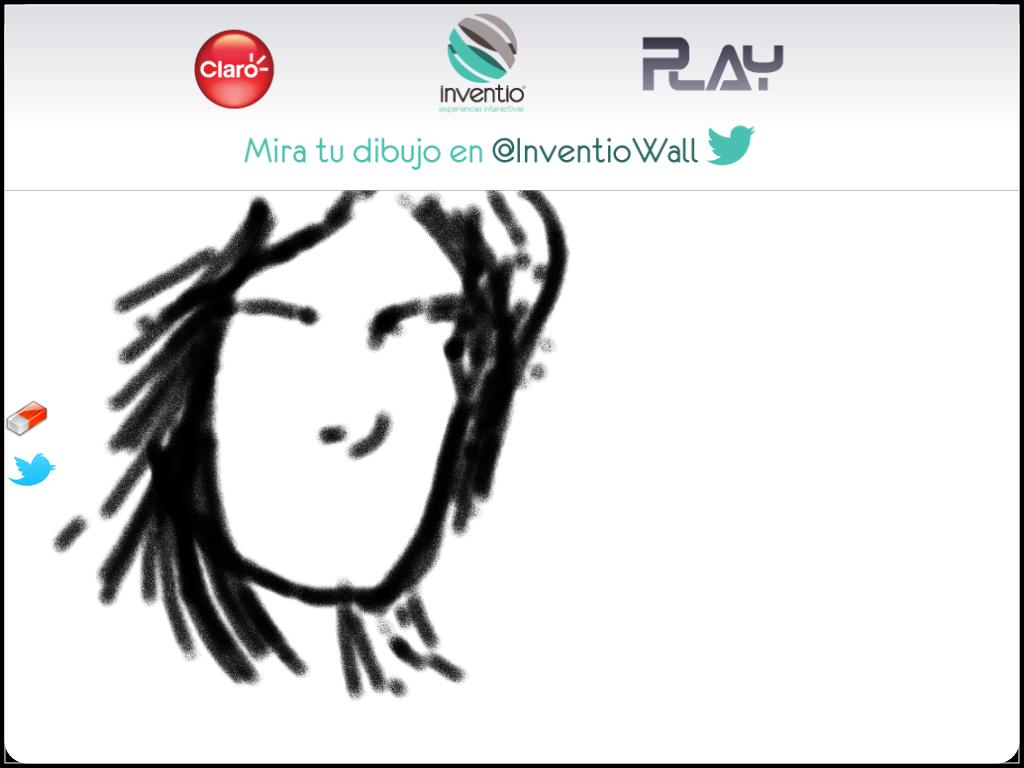 Claro
inventio
experiencias interactivas
PLAY
Mira tu dibujo en @InventioWall